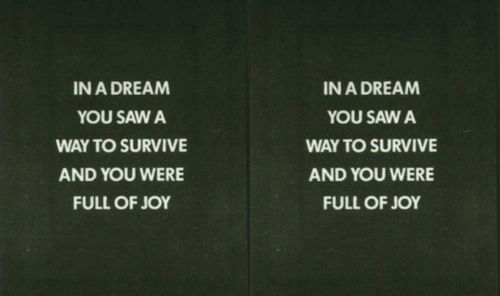 IN A DREAM
YOU SAW A
WAY TO SURVIVE
AND YOU WERE
FULL OF JOY
IN A DREAM
YOU SAW A
WAY TO SURVIVE
AND YOU WERE
FULL OF JOY